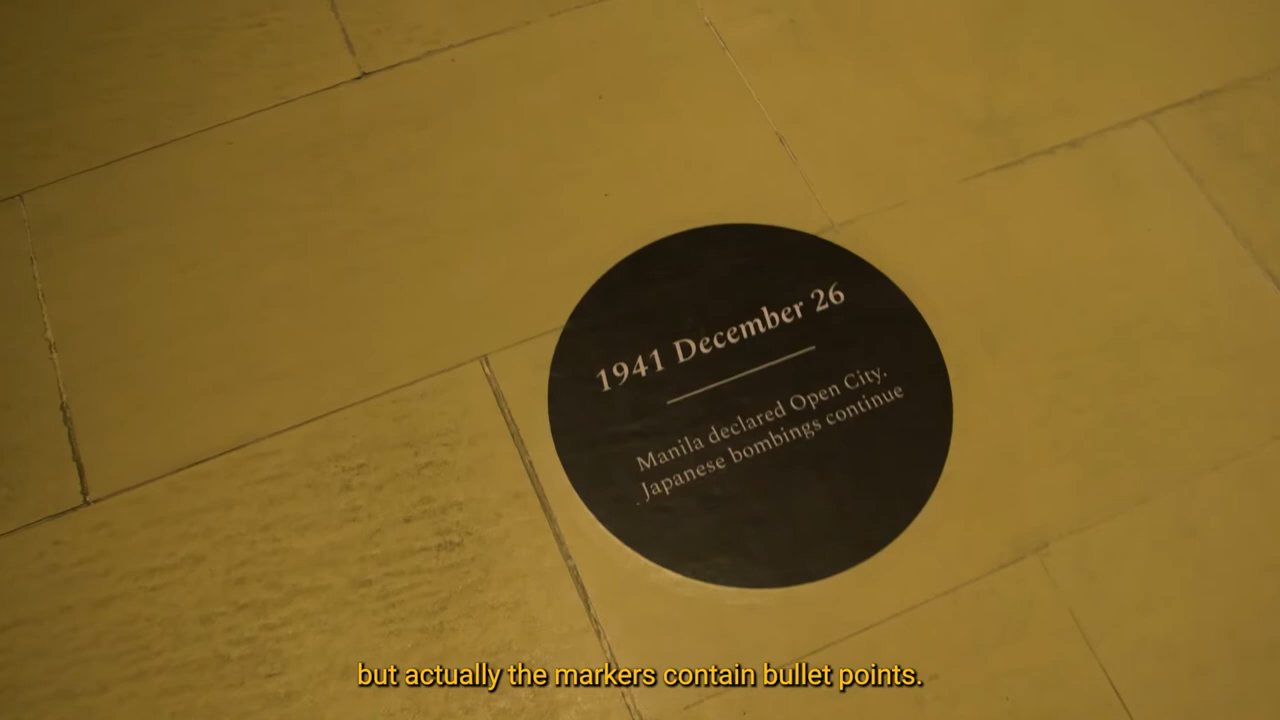 1941 December 26
Manila declared Open City.
Japanese bombings continue
but actually the markers contain bullet points.